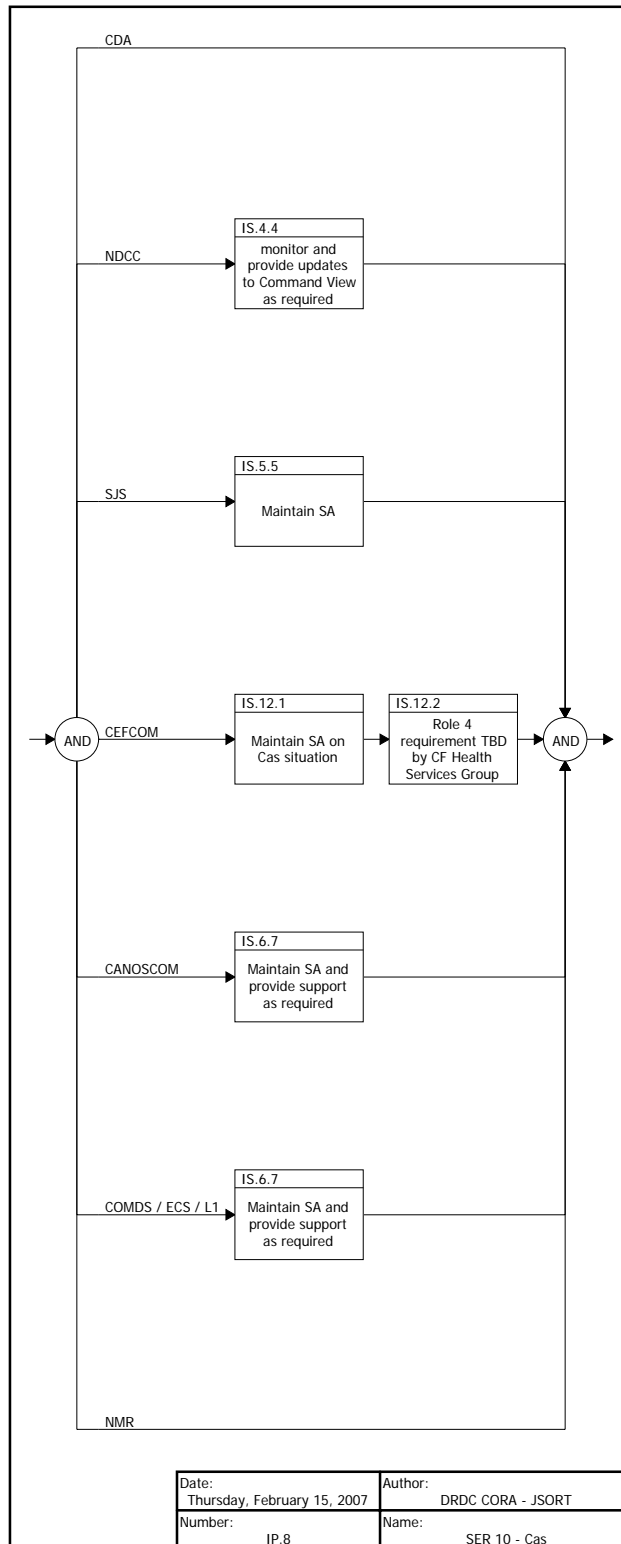 CDA
IS.4.4
NDCC
monitor and
provide updates
to Command View
as required
IS.5.5
SJS
Maintain SA
AND
CEFCOM
IS.12.1
Maintain SA on
Cas situation
IS.12.2
Role 4
requirement TBD
by CF Health
Services Group
AND
IS.6.7
CANOSCOM
Maintain SA and
provide support
as required
IS.6.7
COMDS / ECS / L1
Maintain SA and
provide support
as required
NMR
Date:
Thursday, February 15, 2007
Author:
DRDC CORA - JSORT
Number:
IP.8
Name:
SER 10 - Cas